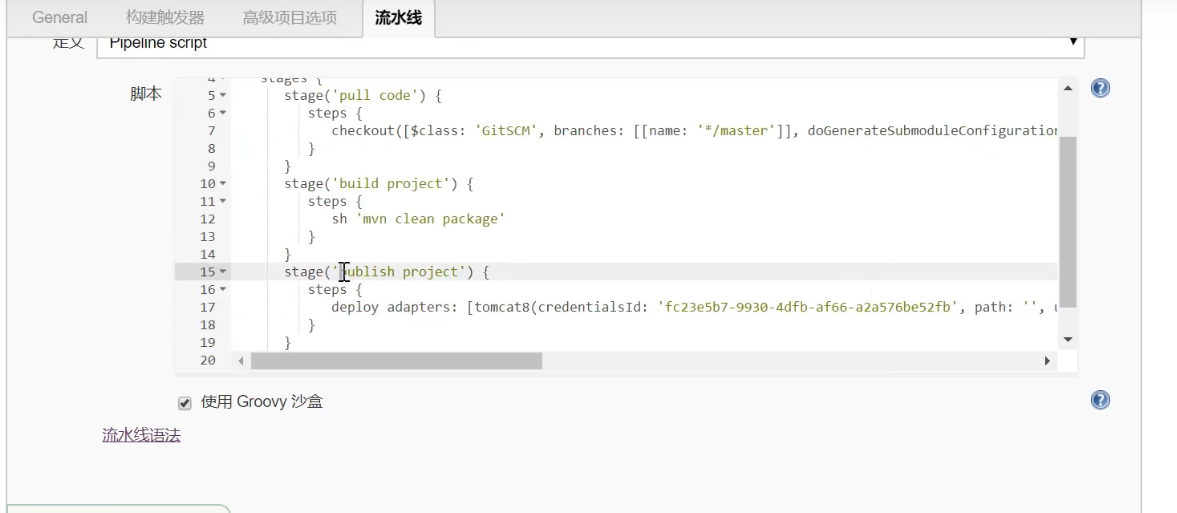 General 构建触发器 高级项目选项 流水线
定义 Pipeline script
脚本
4 stages {
5 stage('pull code') {
6 steps {
7 checkout([$class: 'GitSCM', branches: [[name: '*/master']], doGenerateSubmoduleConfiguration
8 }
9 }
10 stage('build project') {
11 steps {
12 sh 'mvn clean package'
13 }
14 }
15 stage('publish project') {
16 steps {
17 deploy adapters: [tomcat8(credentialsId: 'fc23e5b7-9930-4dfb-af66-a2a576be52fb', path: '',
18 }
19 }
20
使用 Groovy 沙盒
流水线语法